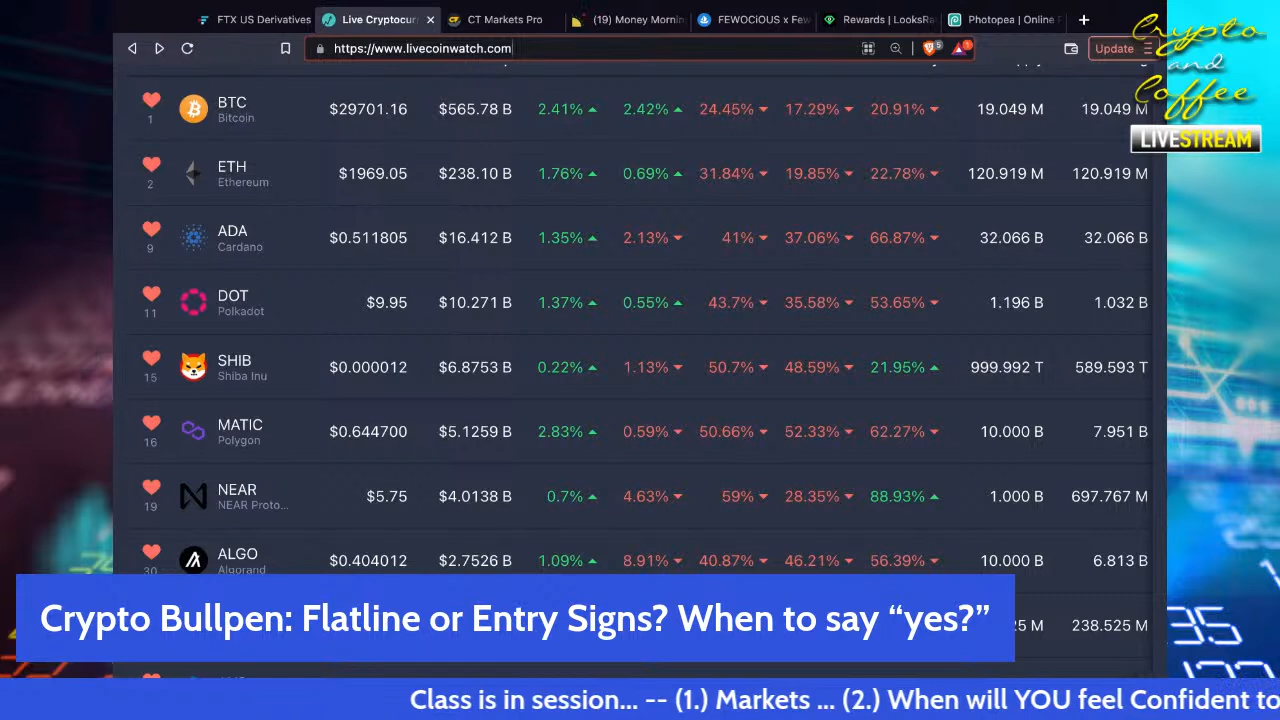 FTX US Derivatives
Live Cryptocur
CT Markets Pro
(19) Money Mornin
FEWOCiOUS x Few
Rewards | LooksRa
Photopea | Online P
https://www.livecoinwatch.com
5
1
Update
Crypto
and
Coffee
LIVESTREAM
1 BTC Bitcoin $29701.16 $565.78 B 2.41% 2.42% 24.45% 17.29% 20.91% 19.049 M 19.049 M
2 ETH Ethereum $1969.05 $238.10 B 1.76% 0.69% 31.84% 19.85% 22.78% 120.919 M 120.919 M
9 ADA Cardano $0.511805 $16.412 B 1.35% 2.13% 41% 37.06% 66.87% 32.066 B 32.066 B
11 DOT Polkadot $9.95 $10.271 B 1.37% 0.55% 43.7% 35.58% 53.65% 1.196 B 1.032 B
15 SHIB Shiba Inu $0.000012 $6.8753 B 0.22% 1.13% 50.7% 48.59% 21.95% 999.992 T 589.593 T
16 MATIC Polygon $0.644700 $5.1259 B 2.83% 0.59% 50.66% 52.33% 62.27% 10.000 B 7.951 B
19 NEAR NEAR Proto... $5.75 $4.0138 B 0.7% 4.63% 59% 28.35% 88.93% 1.000 B 697.767 M
30 ALGO Algorand $0.404012 $2.7526 B 1.09% 8.91% 40.87% 46.21% 56.39% 10.000 B 6.813 B
Crypto Bullpen: Flatline or Entry Signs? When to say “yes?”
5 M 238.525 M
Class is in session... -- (1.) Markets ... (2.) When will YOU feel Confident to